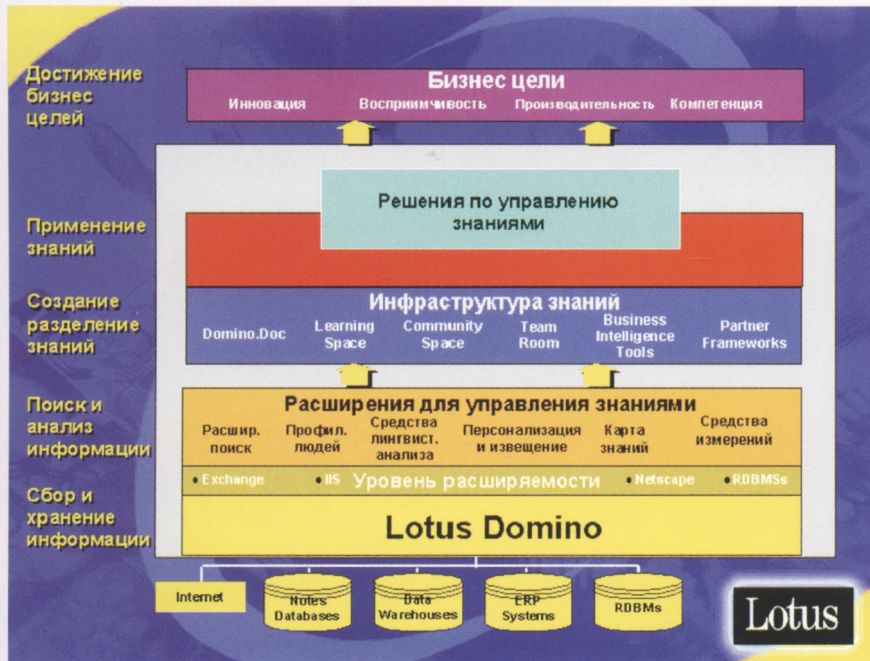 Достижение
бизнес
целей
Бизнес цели
Инновация Восприимчивость Производительность Компетенция
Решения по управлению
знаниями
Применение
знаний
Создание
разделение
знаний
Инфраструктура знаний
Domino.Doc
Learning
Space
Community
Space
Team
Room
Business
Intelligence
Tools
Partner
Frameworks
Поиск и
анализ
информации
Расширения для управления знаниями
Расшир.
поиск
Профил.
людей
Средства
лингвист.
анализа
Персонализация
и извещение
Карта
знаний
Средства
измерений
• Exchange • IIS Уровень расширяемости • Netscape • RDBMSs
Сбор и
хранение
информации
Lotus Domino
Internet
Notes
Databases
Data
Warehouses
ERP
Systems
RDBMs
Lotus